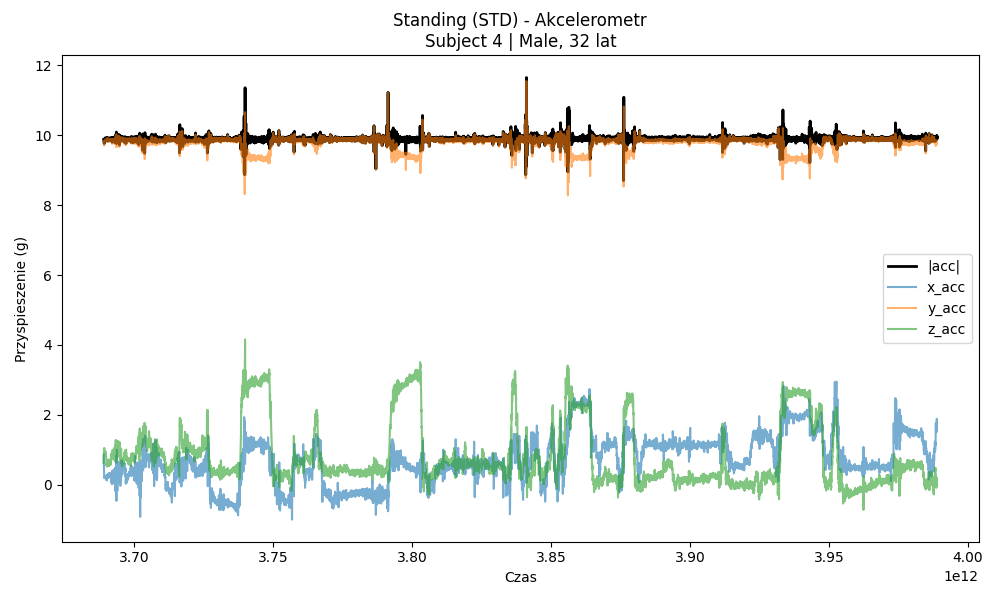 Standing (STD) - Akcelerometr
Subject 4 | Male, 32 lat
12
10
8
6
4
2
0
Przyspieszenie (g)
|acc|
x_acc
y_acc
z_acc
3.70 3.75 3.80 3.85 3.90 3.95 4.00
1e12
Czas